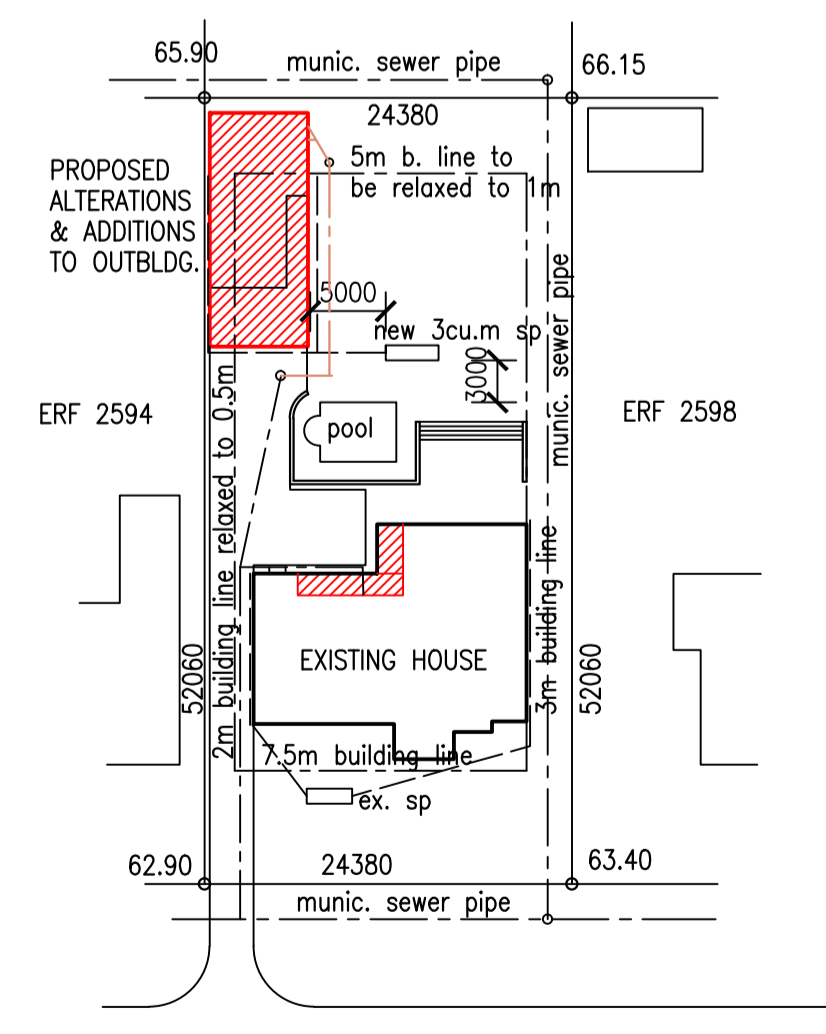 65.90
munic. sewer pipe
66.15
24380
PROPOSED
ALTERATIONS
& ADDITIONS
TO OUTBLDG.
5m b. line to
be relaxed to 1m
5000
new 3cu.m sp
3000
munic. sewer pipe
ERF 2594
ERF 2598
pool
2m building line relaxed to 0.5m
3m building line
EXISTING HOUSE
52060
52060
7.5m building line
ex. sp
62.90
24380
63.40
munic. sewer pipe